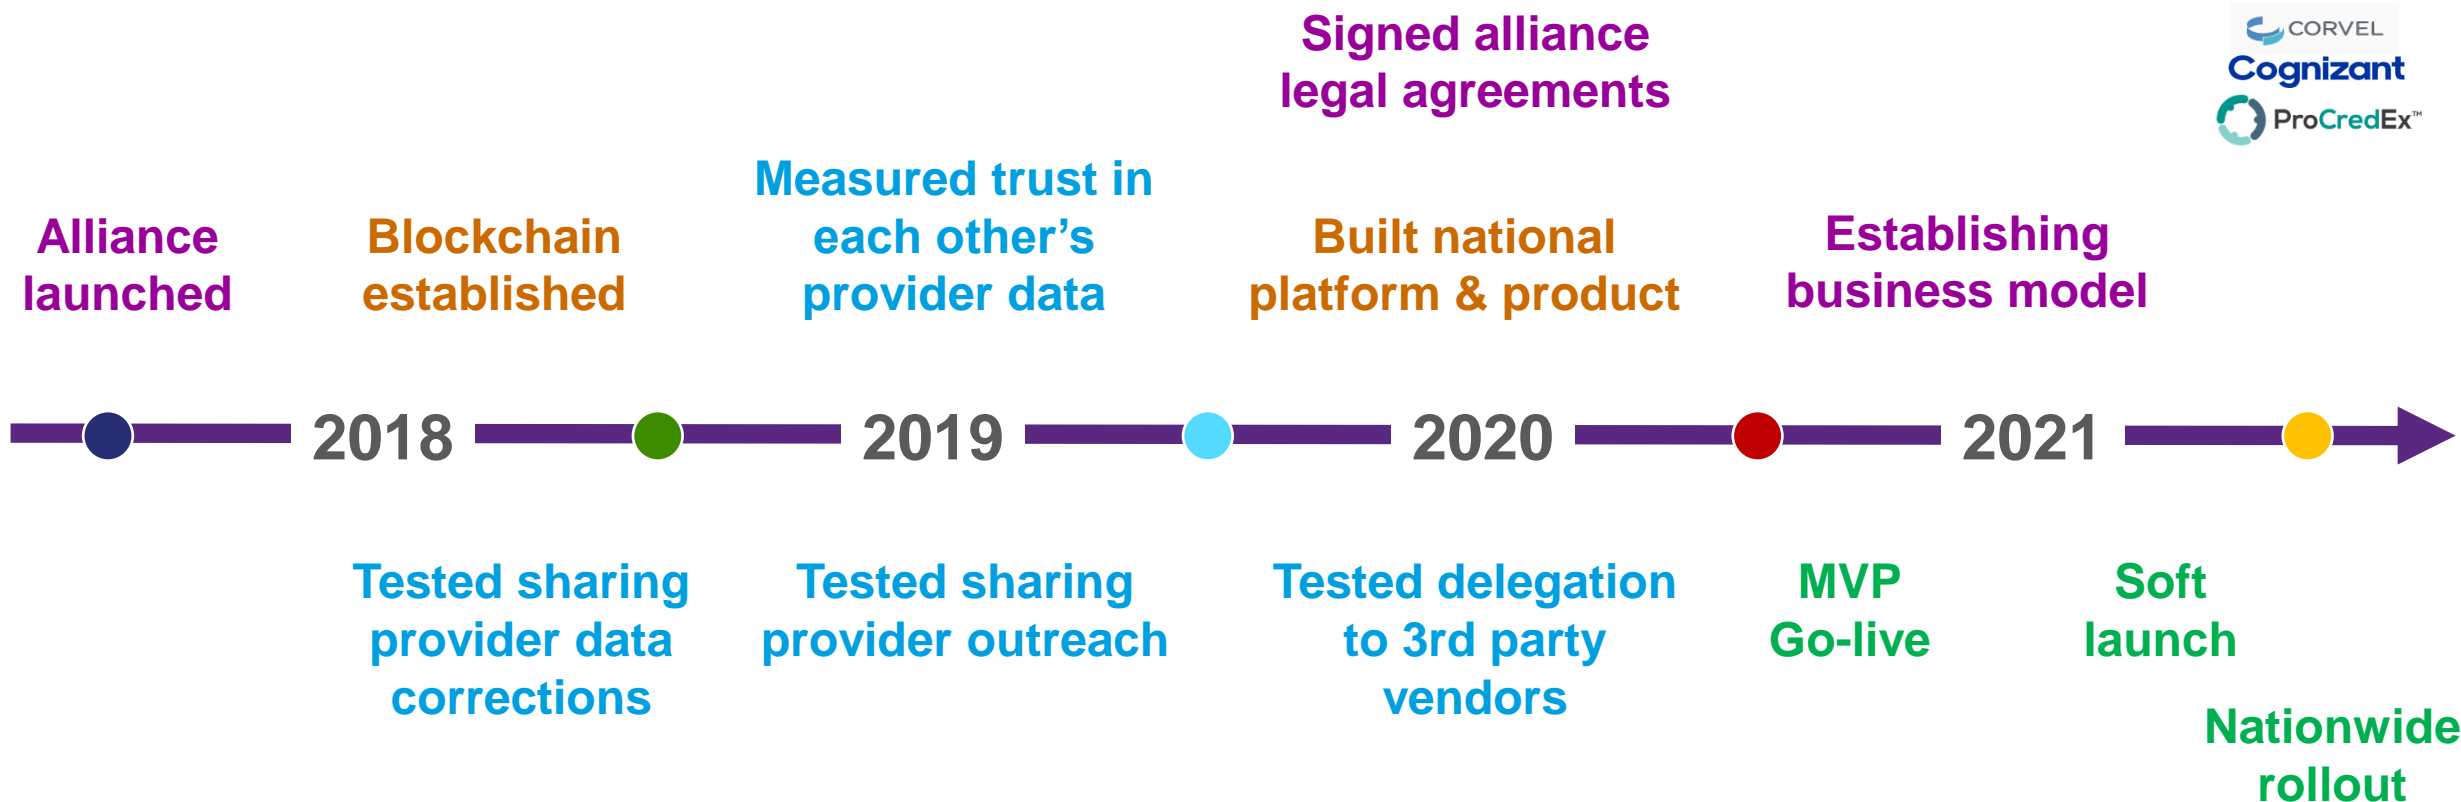 Signed alliance
legal agreements
CORVEL
Cognizant
ProCredEx™
Alliance
launched
Blockchain
established
Measured trust in
each other’s
provider data
Built national
platform & product
Establishing
business model
2018
2019
2020
2021
Tested sharing
provider data
corrections
Tested sharing
provider outreach
Tested delegation
to 3rd party
vendors
MVP
Go-live
Soft
launch
Nationwide
rollout